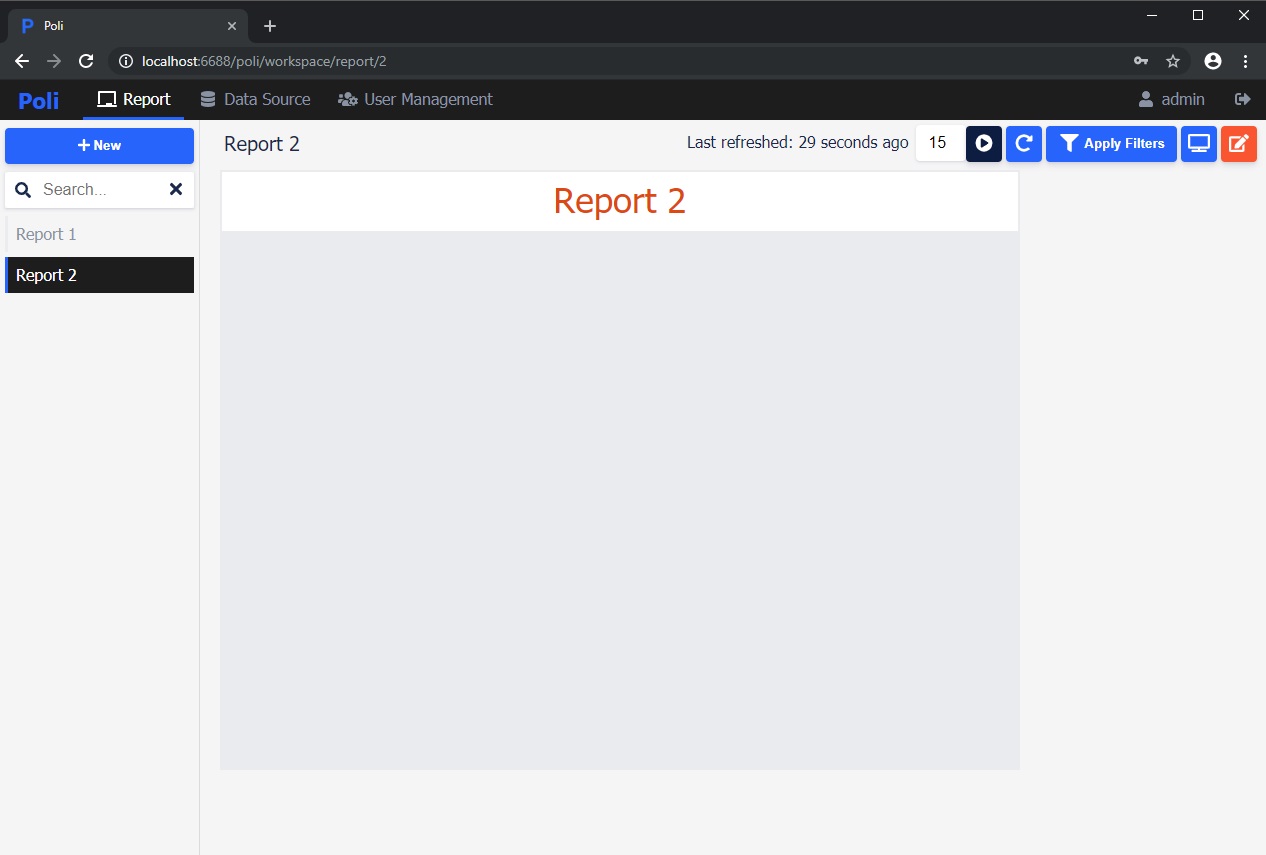 Poli
localhost:6688/poli/workspace/report/2
Poli Report Data Source User Management admin
New
Report 2 Last refreshed: 29 seconds ago 15 Apply Filters
Search...
Report 2
Report 1
Report 2